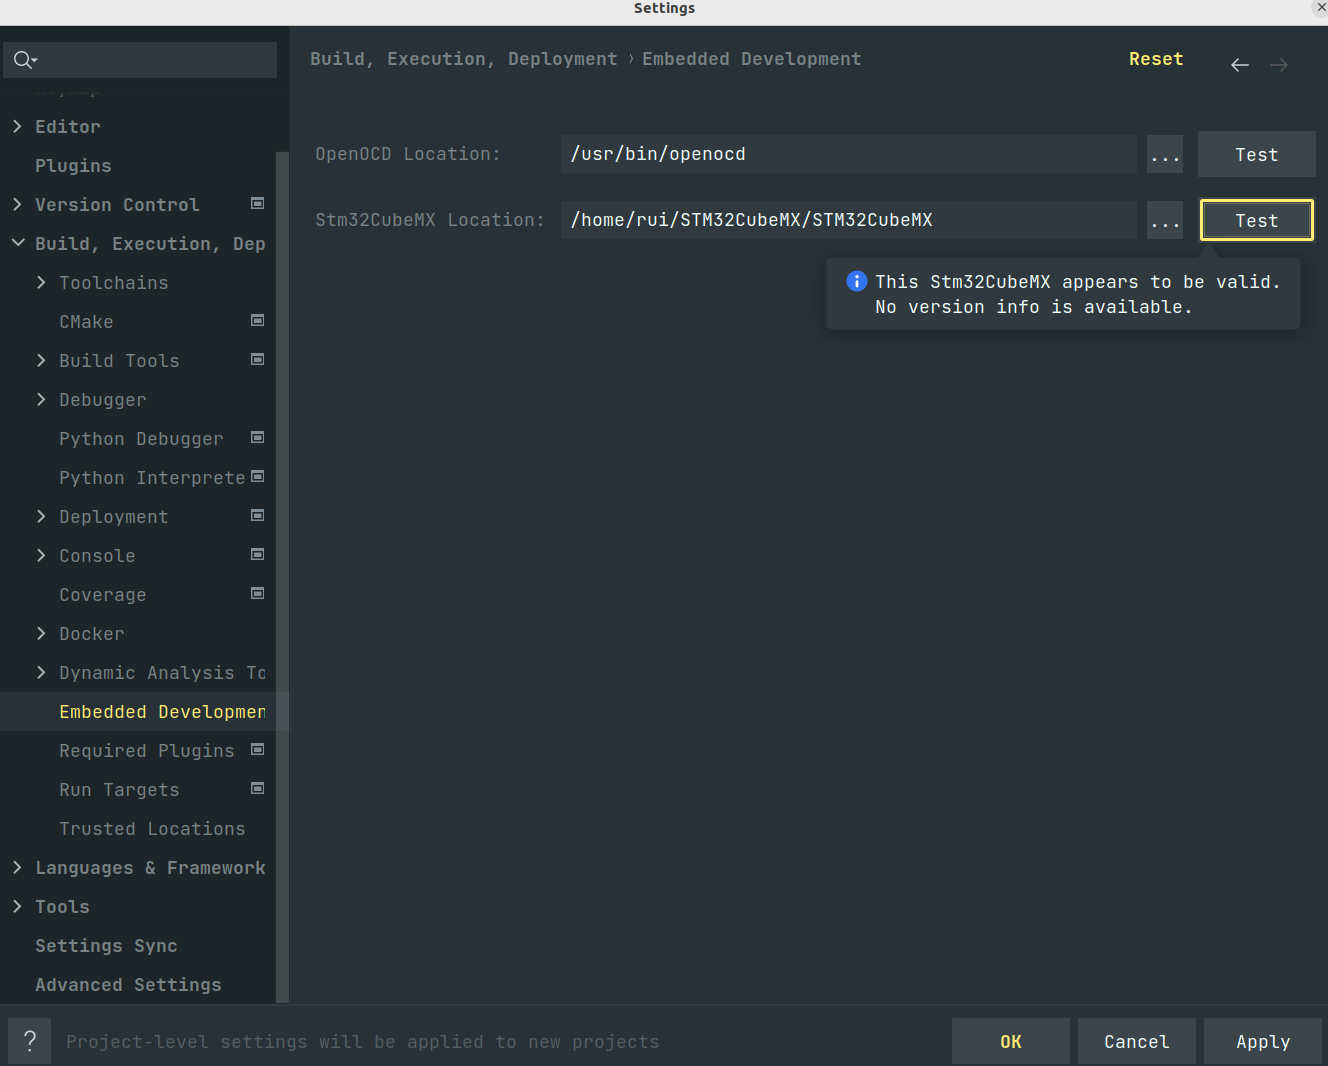 Settings
Build, Execution, Deployment › Embedded Development
Reset
Editor
Plugins
Version Control
Build, Execution, Dep
Toolchains
CMake
Build Tools
Debugger
Python Debugger
Python Interprete
Deployment
Console
Coverage
Docker
Dynamic Analysis To
Embedded Developmen
Required Plugins
Run Targets
Trusted Locations
Languages & Framework
Tools
Settings Sync
Advanced Settings
OpenOCD Location:
/usr/bin/openocd
...
Test
Stm32CubeMX Location:
/home/rui/STM32CubeMX/STM32CubeMX
...
Test
This Stm32CubeMX appears to be valid.
No version info is available.
?
Project-level settings will be applied to new projects
OK
Cancel
Apply